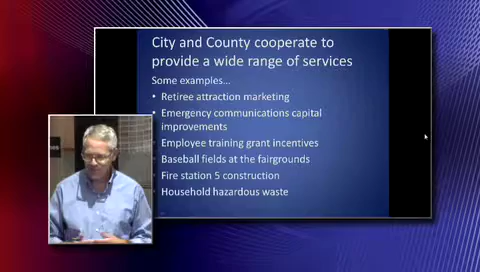 City and County cooperate to
provide a wide range of services
Some examples...
• Retiree attraction marketing
• Emergency communications capital
improvements
• Employee training grant incentives
• Baseball fields at the fairgrounds
• Fire station 5 construction
• Household hazardous waste